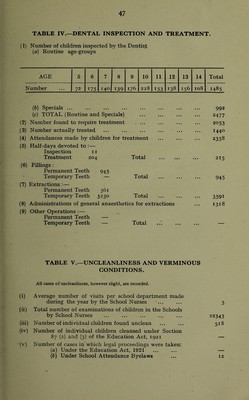 47
TABLE IV.—DENTAL INSPECTION AND TREATMENT.
(1) Number of children inspected by the Dentist
(a) Routine age-groups
AGE 5 6 7 8 9 10 11 12 13 14 Total
Number ... 72 175 140 139 176 228 153 138 156 108 1485
(b) Specials ... ... ... ... ... ... ... ... 992
(c) TOTAL (Routine and Specials) ... ... ... ... 2477
(2) Number found to require treatment ... ... ... ... 2053
(3) Number actually treated ... ... ... ... ... ... 1440
(4) Attendances made by children for treatment ... ... ... 2338
(5) Half-days devoted to :—
Inspection 11
Treatment 204 Total ... ... ... 215
(6) Fillings :
Permanent Teeth 945
Temporary Teeth — Total ... ... ... 945
(7) Extractions :—
Permanent Teeth 361
Temporary Teeth 3030 Total ... ... ... 3391
(8) Administrations of general anaesthetics for extractions ... 1318
(9) Other Operations :—
Permanent Teeth —
Temporary Teeth — Total ... ... ... —
TABLE V.—UNCLEANLINESS AND VERMINOUS
CONDITIONS.
All cases of uncleanliness, however slight, are recorded.
(i) Average number of visits per school department made
during the year by the School Nurses ... ... ... 3
(ii) Total number of examinations of children in the Schools
by School Nurses ... ... ... ... ... ... 22343
(iii) Number of individual children found unclean ... ... 518
(iv) Number of individual children cleansed under Section
87 (2) and (3) of the Education Act, 1921 ... ... —
(v) Number of cases in which legal proceedings were taken:
(a) Under the Education Act, 1921 ... ... ... —
(b) Under School Attendance Byelaws ... ... 12